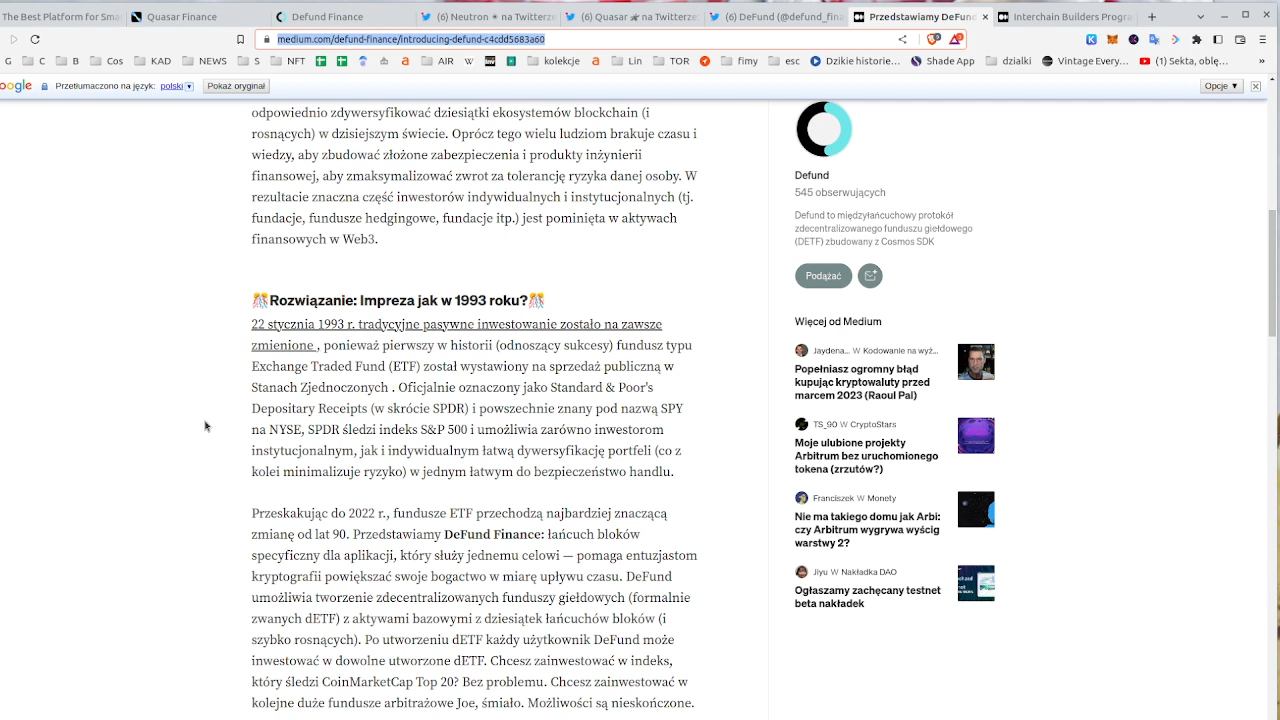 The Best Platform for Sma
Quasar Finance
Defund Finance
(6) Neutron ⚛ na Twitterze
(6) Quasar na Twitterze:
(6) DeFund (@defund_fina
Przedstawiamy DeFund
Interchain Builders Progra
medium.com/defund-finance/introducing-defund-c4cdd5683a60
G C B Cos KAD NEWS S NFT a AIR W kolekcje a Lin TOR fimy esc Dzikie historie... Shade App dzialki Vintage Every... (1) Sekta, oblę...
oogle Przetłumaczono na język: polski Pokaż oryginał Opcje ▼
odpowiednio zdywersyfikować dziesiątki ekosystemów blockchain (i
rosnących) w dzisiejszym świecie. Oprócz tego wielu ludziom brakuje czasu i
wiedzy, aby zbudować złożone zabezpieczenia i produkty inżynierii
finansowej, aby zmaksymalizować zwrot za tolerancję ryzyka danej osoby. W
rezultacie znaczna część inwestorów indywidualnych i instytucjonalnych (tj.
fundacje, fundusze hedgingowe, fundacje itp.) jest pominięta w aktywach
finansowych w Web3.
🎊Rozwiązanie: Impreza jak w 1993 roku?🎊
22 stycznia 1993 r. tradycyjne pasywne inwestowanie zostało na zawsze
zmienione , ponieważ pierwszy w historii (odnoszący sukcesy) fundusz typu
Exchange Traded Fund (ETF) został wystawiony na sprzedaż publiczną w
Stanach Zjednoczonych . Oficjalnie oznaczony jako Standard & Poor's
Depositary Receipts (w skrócie SPDR) i powszechnie znany pod nazwą SPY
na NYSE, SPDR śledzi indeks S&P 500 i umożliwia zarówno inwestorom
instytucjonalnym, jak i indywidualnym łatwą dywersyfikację portfeli (co z
kolei minimalizuje ryzyko) w jednym łatwym do bezpieczeństwo handlu.
Przeskakując do 2022 r., fundusze ETF przechodzą najbardziej znaczącą
zmianę od lat 90. Przedstawiamy DeFund Finance: łańcuch bloków
specyficzny dla aplikacji, który służy jednemu celowi — pomaga entuzjastom
kryptografii powiększać swoje bogactwo w miarę upływu czasu. DeFund
umożliwia tworzenie zdecentralizowanych funduszy giełdowych (formalnie
zwanych dETF) z aktywami bazowymi z dziesiątek łańcuchów bloków (i
szybko rosnących). Po utworzeniu dETF każdy użytkownik DeFund może
inwestować w dowolne utworzone dETF. Chcesz zainwestować w indeks,
który śledzi CoinMarketCap Top 20? Bez problemu. Chcesz zainwestować w
kolejne duże fundusze arbitrażowe Joe, śmiało. Możliwości są nieskończone.
Defund
545 obserwujących
Defund to międzyłańcuchowy protokół
zdecentralizowanego funduszu giełdowego
(DETF) zbudowany z Cosmos SDK
Podążać
Więcej od Medium
Jaydena... W Kodowanie na wyż...
Popełniasz ogromny błąd
kupując kryptowaluty przed
marcem 2023 (Raoul Pal)
TS_90 W CryptoStars
Moje ulubione projekty
Arbitrum bez uruchomionego
tokena (zrzutów?)
Franciszek W Monety
Nie ma takiego domu jak Arbi:
czy Arbitrum wygrywa wyścig
warstwy 2?
Jiyu W Nakładka DAO
Ogłaszamy zachęcany testnet
beta nakładek